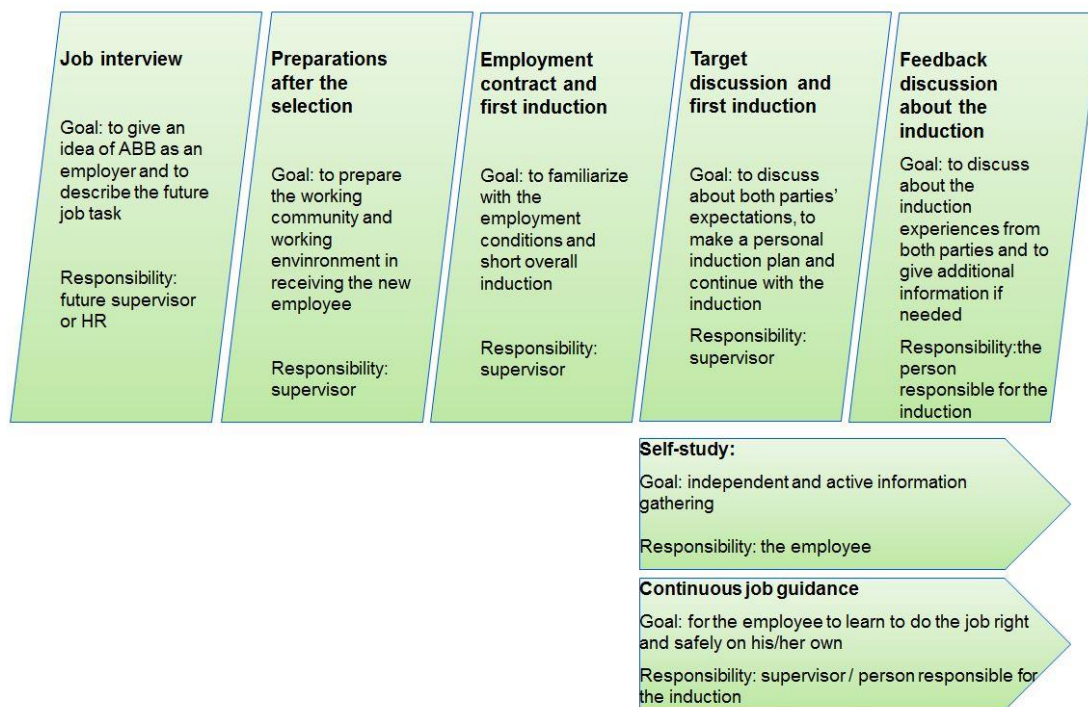 Job interview
Goal: to give an
idea of ABB as an
employer and to
describe the future
job task
Responsibility:
future supervisor
or HR
Preparations
after the
selection
Goal: to prepare
the working
community and
working
envinronment in
receiving the new
employee
Responsibility:
supervisor
Employment
contract and
first induction
Goal: to familiarize
with the
employment
conditions and
short overall
induction
Responsibility:
supervisor
Target
discussion and
first induction
Goal: to discuss
about both parties’
expectations, to
make a personal
induction plan and
continue with the
induction
Responsibility:
supervisor
Feedback
discussion
about the
induction
Goal: to discuss
about the
induction
experiences from
both parties and to
give additional
information if
needed
Responsibility:the
person
responsible for the
induction
Self-study:
Goal: independent and active information
gathering
Responsibility: the employee
Continuous job guidance
Goal: for the employee to learn to do the job right
and safely on his/her own
Responsibility: supervisor / person responsible for
the induction